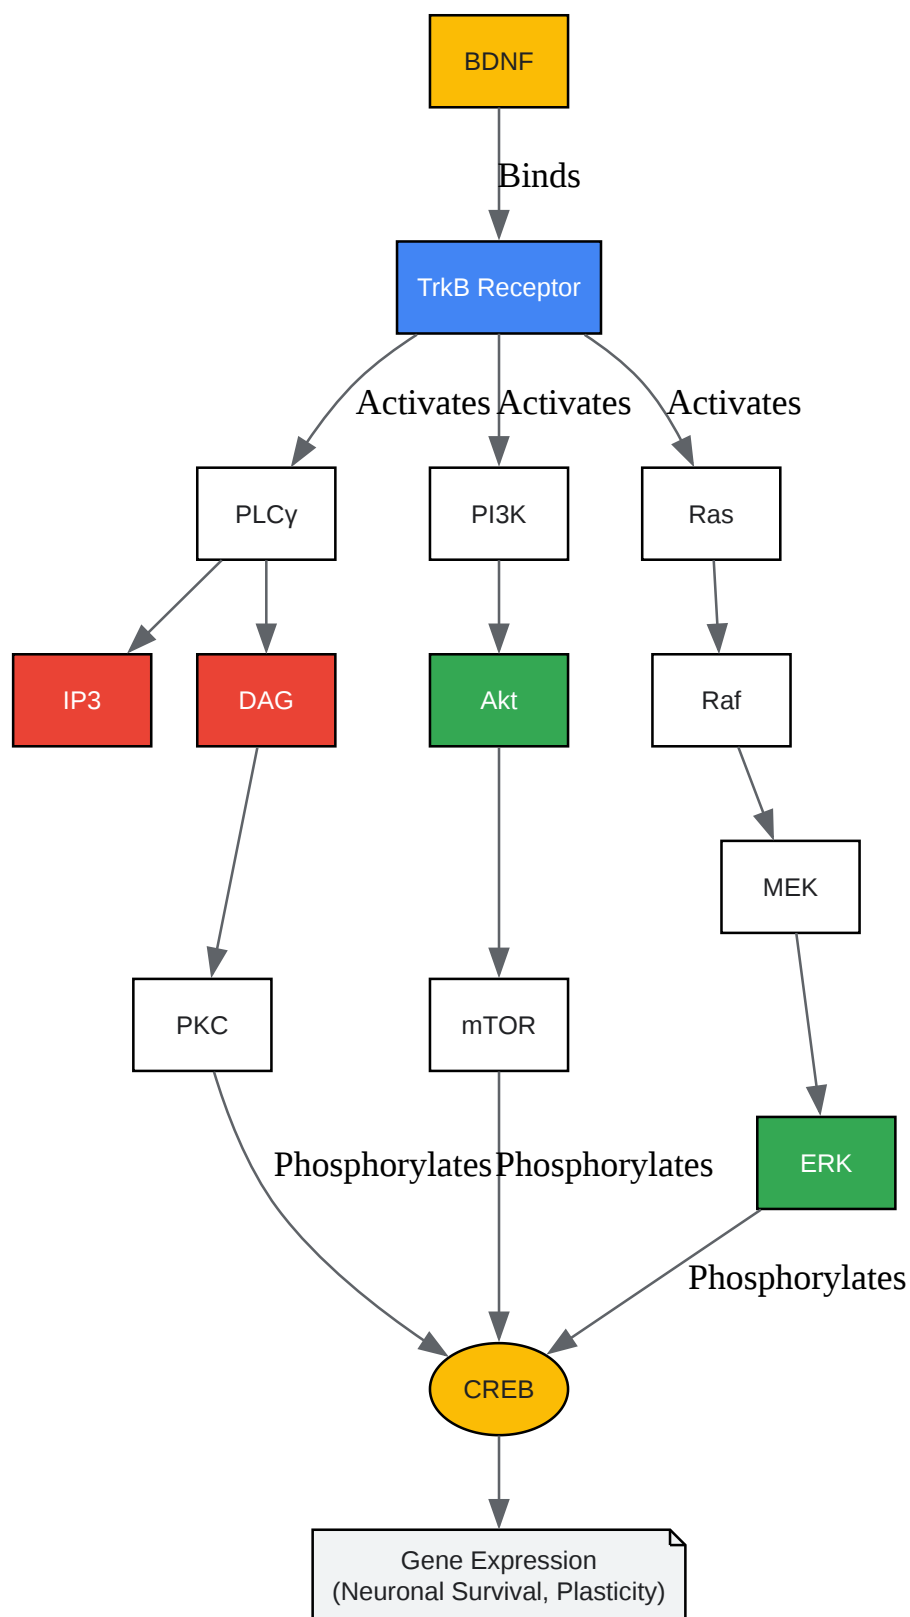 BDNF
Binds
TrkB Receptor
Activates Activates Activates
PLCγ PI3K Ras
IP3 DAG Akt Raf
MEK
PKC mTOR
Phosphorylates Phosphorylates ERK
Phosphorylates
CREB
Gene Expression
(Neuronal Survival, Plasticity)